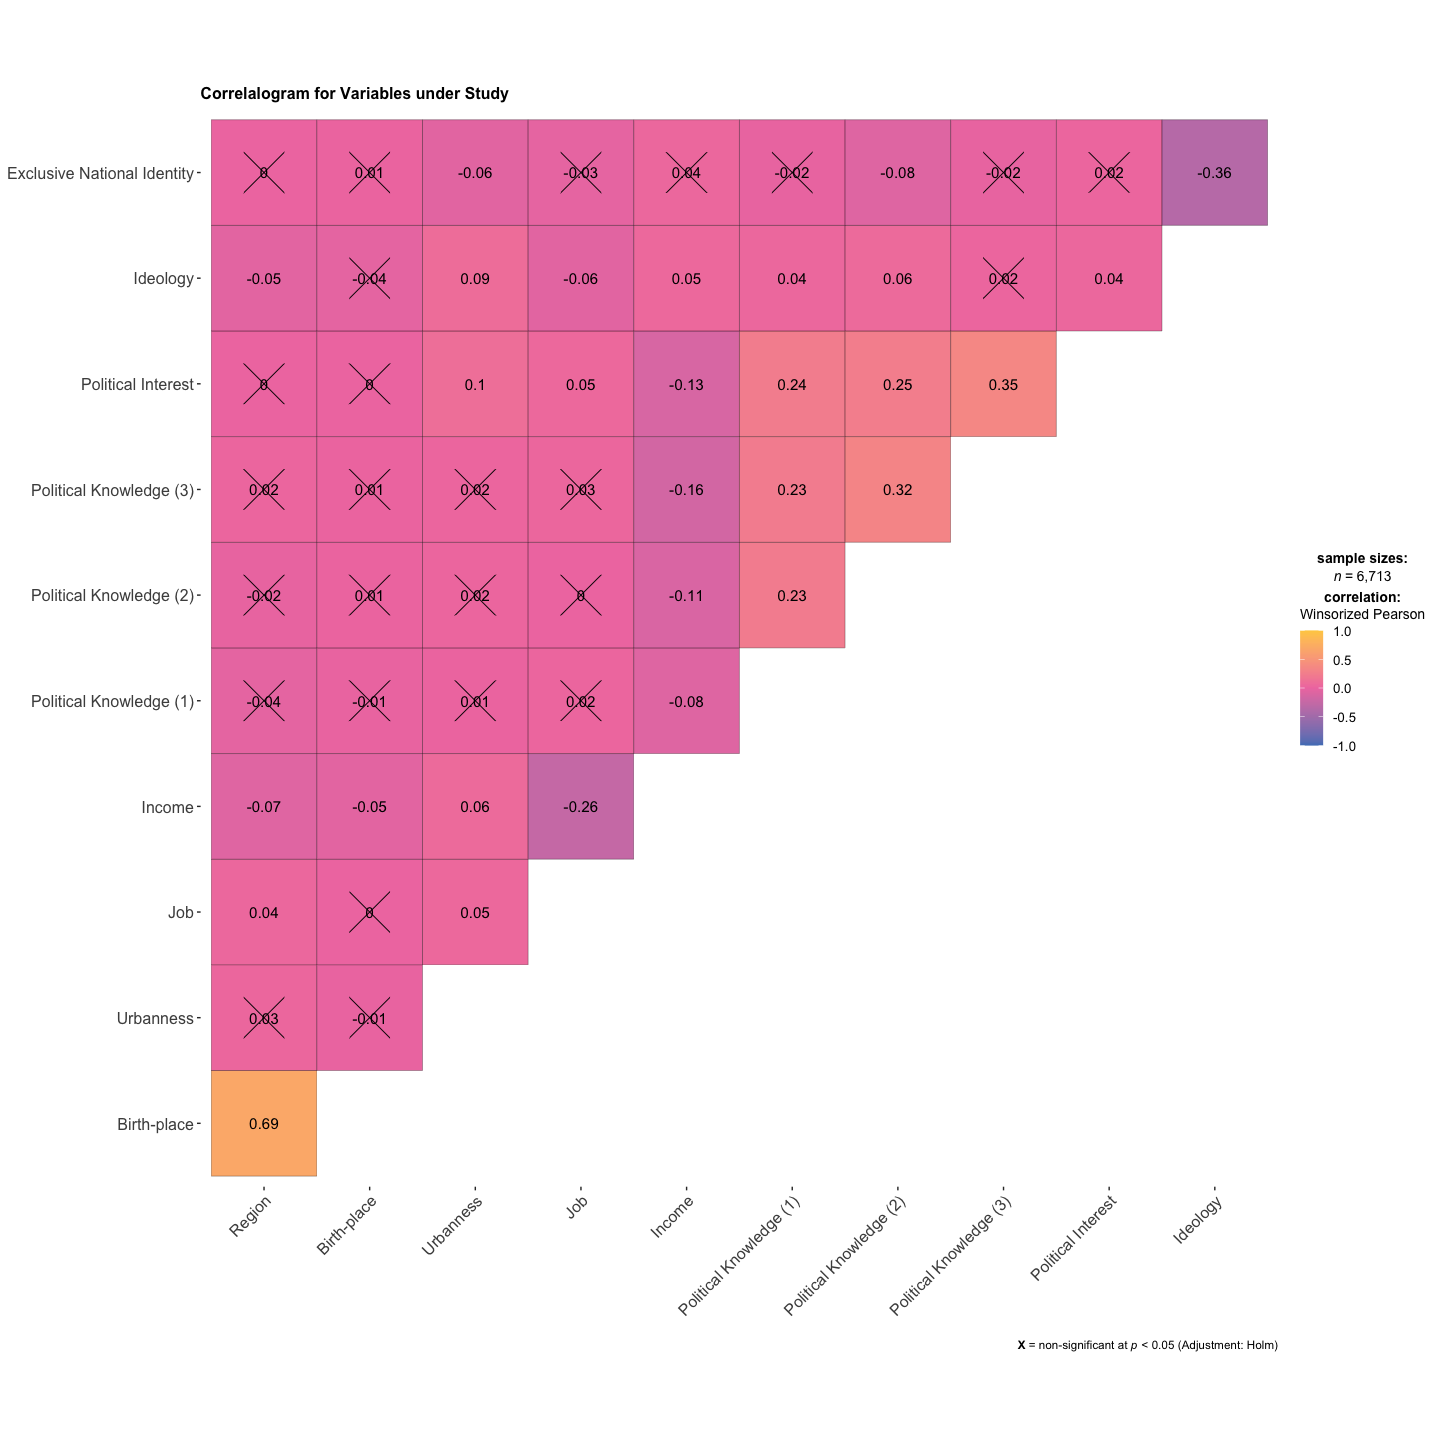 Correlalogram for Variables under Study
Exclusive National Identity 0 0.01 -0.06 -0.03 0.04 -0.02 -0.08 -0.02 0.02 -0.36
Ideology -0.05 -0.04 0.09 -0.06 0.05 0.04 0.06 0.02 0.04
Political Interest 0 0 0.1 0.05 -0.13 0.24 0.25 0.35
Political Knowledge (3) 0.02 0.01 0.02 0.03 -0.16 0.23 0.32
Political Knowledge (2) -0.02 0.01 0.02 0 -0.11 0.23
Political Knowledge (1) -0.04 -0.01 0.01 0.02 -0.08
Income -0.07 -0.05 0.06 -0.26
Job 0.04 0 0.05
Urbanness 0.03 -0.01
Birth-place 0.69
Region
Birth-place
Urbanness
Job
Income
Political Knowledge (1)
Political Knowledge (2)
Political Knowledge (3)
Political Interest
Ideology
sample sizes:
n = 6,713
correlation:
Winsorized Pearson
1.0
0.5
0.0
-0.5
-1.0
X = non-significant at p < 0.05 (Adjustment: Holm)